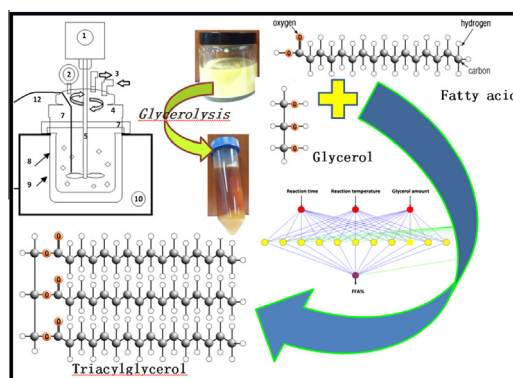 1
2
3
12
4
7
5
8
9
10
Glycerolysis
oxygen
hydrogen
carbon
Fatty acid
Glycerol
Reaction time
Reaction temperature
Glycerol amount
FFA%
Triacylglycerol